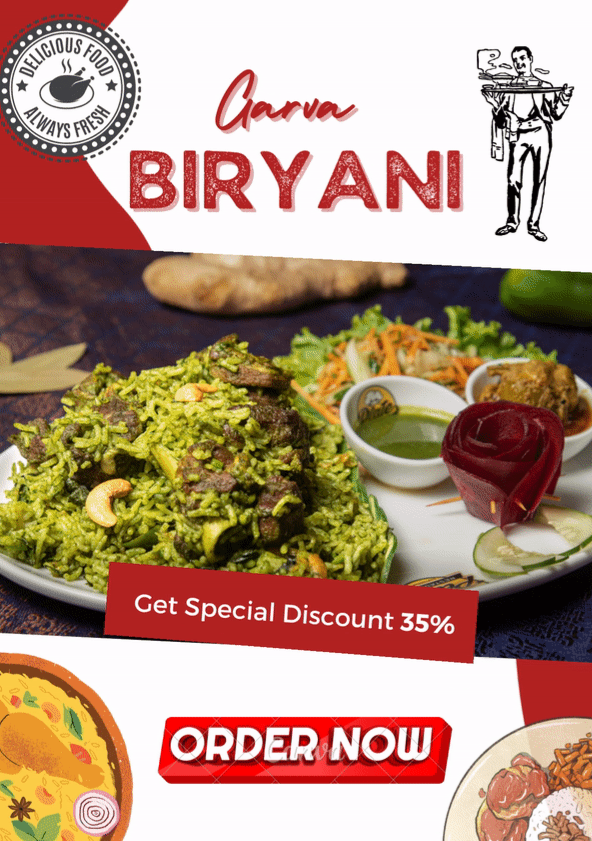 DELICIOUS FOOD
ALWAYS FRESH
Garva
BIRYANI
Get Special Discount 35%
ORDER NOW